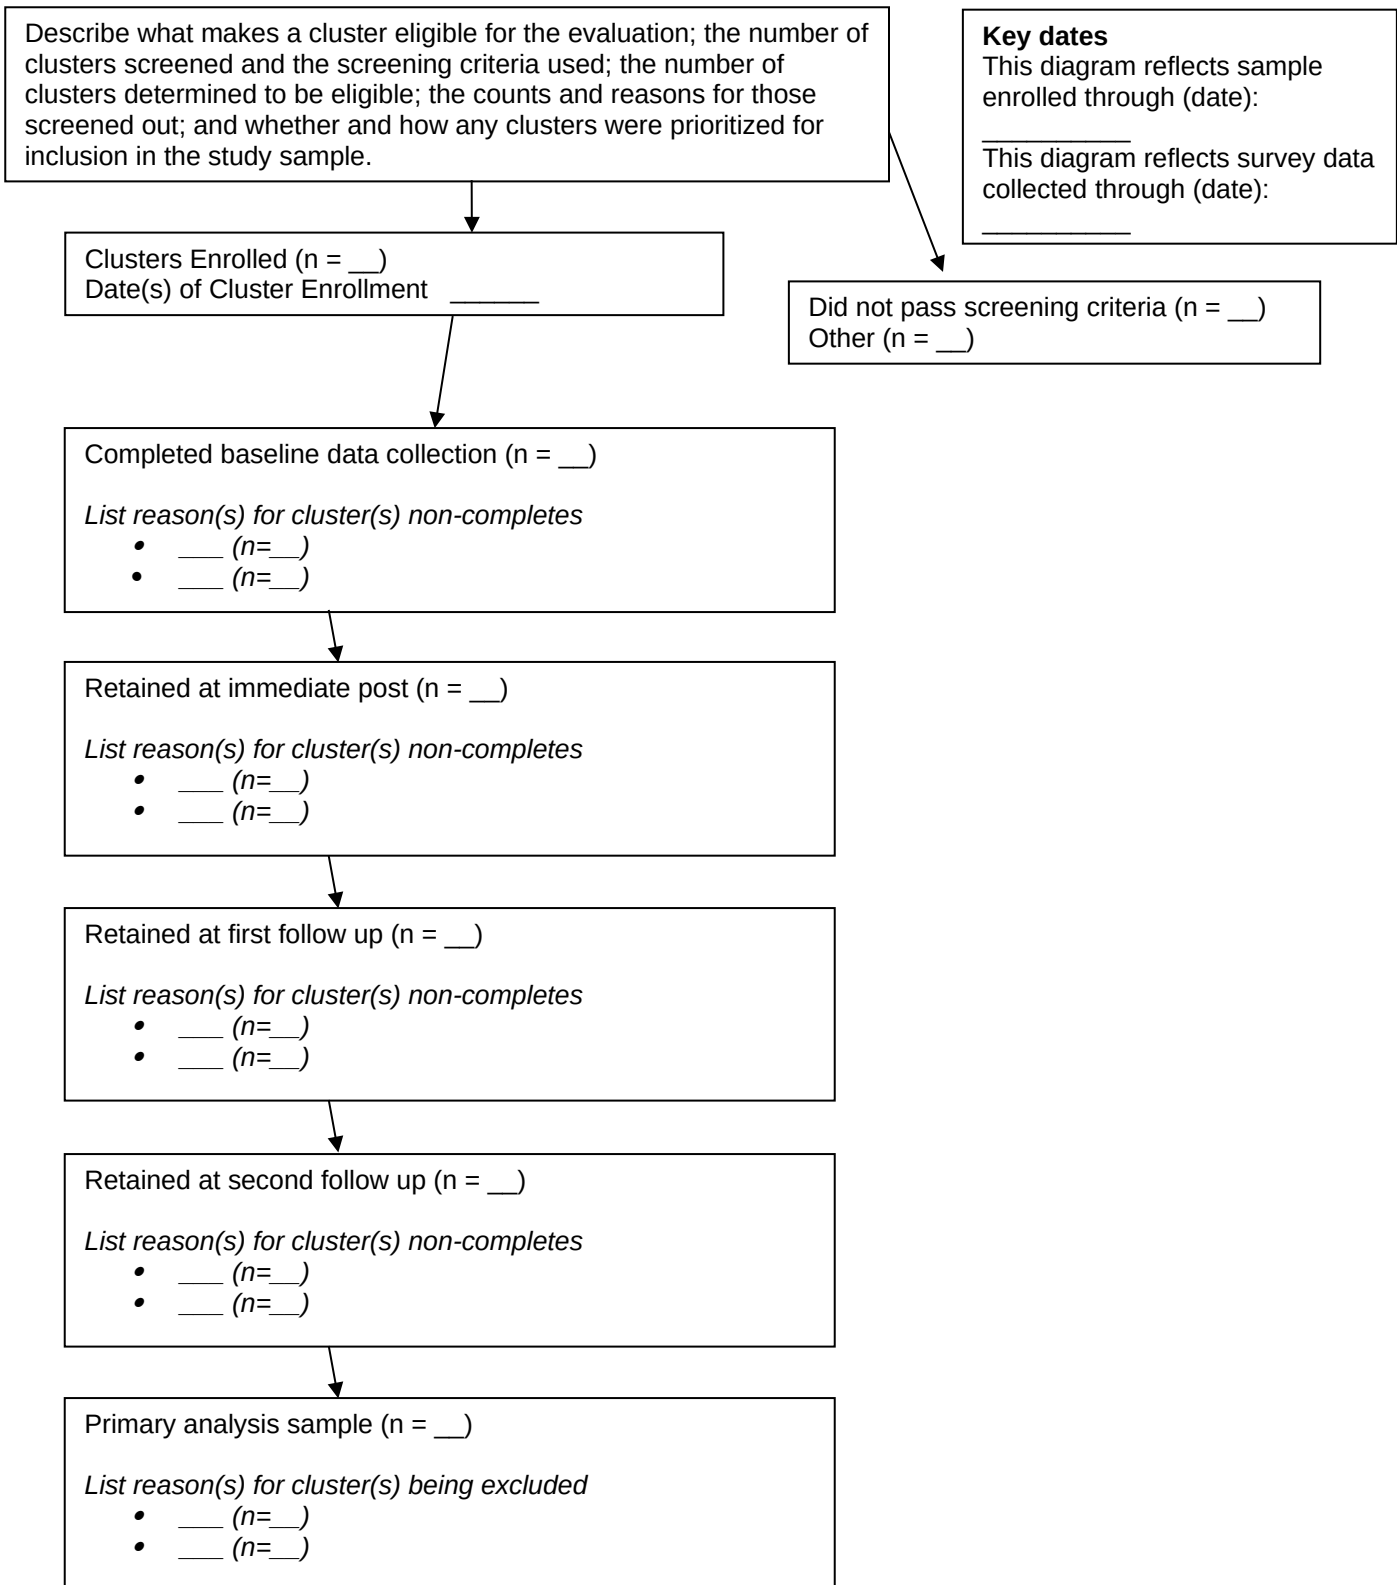 Describe what makes a cluster eligible for the evaluation; the number of
clusters screened and the screening criteria used; the number of
clusters determined to be eligible; the counts and reasons for those
screened out; and whether and how any clusters were prioritized for
inclusion in the study sample.
Key dates
This diagram reflects sample
enrolled through (date):
__________
This diagram reflects survey data
collected through (date):
__________
Clusters Enrolled (n = __)
Date(s) of Cluster Enrollment ______
Did not pass screening criteria (n = __)
Other (n = __)
Completed baseline data collection (n = __)
List reason(s) for cluster(s) non-completes
• ___ (n=__)
• ___ (n=__)
Retained at immediate post (n = __)
List reason(s) for cluster(s) non-completes
• ___ (n=__)
• ___ (n=__)
Retained at first follow up (n = __)
List reason(s) for cluster(s) non-completes
• ___ (n=__)
• ___ (n=__)
Retained at second follow up (n = __)
List reason(s) for cluster(s) non-completes
• ___ (n=__)
• ___ (n=__)
Primary analysis sample (n = __)
List reason(s) for cluster(s) being excluded
• ___ (n=__)
• ___ (n=__)